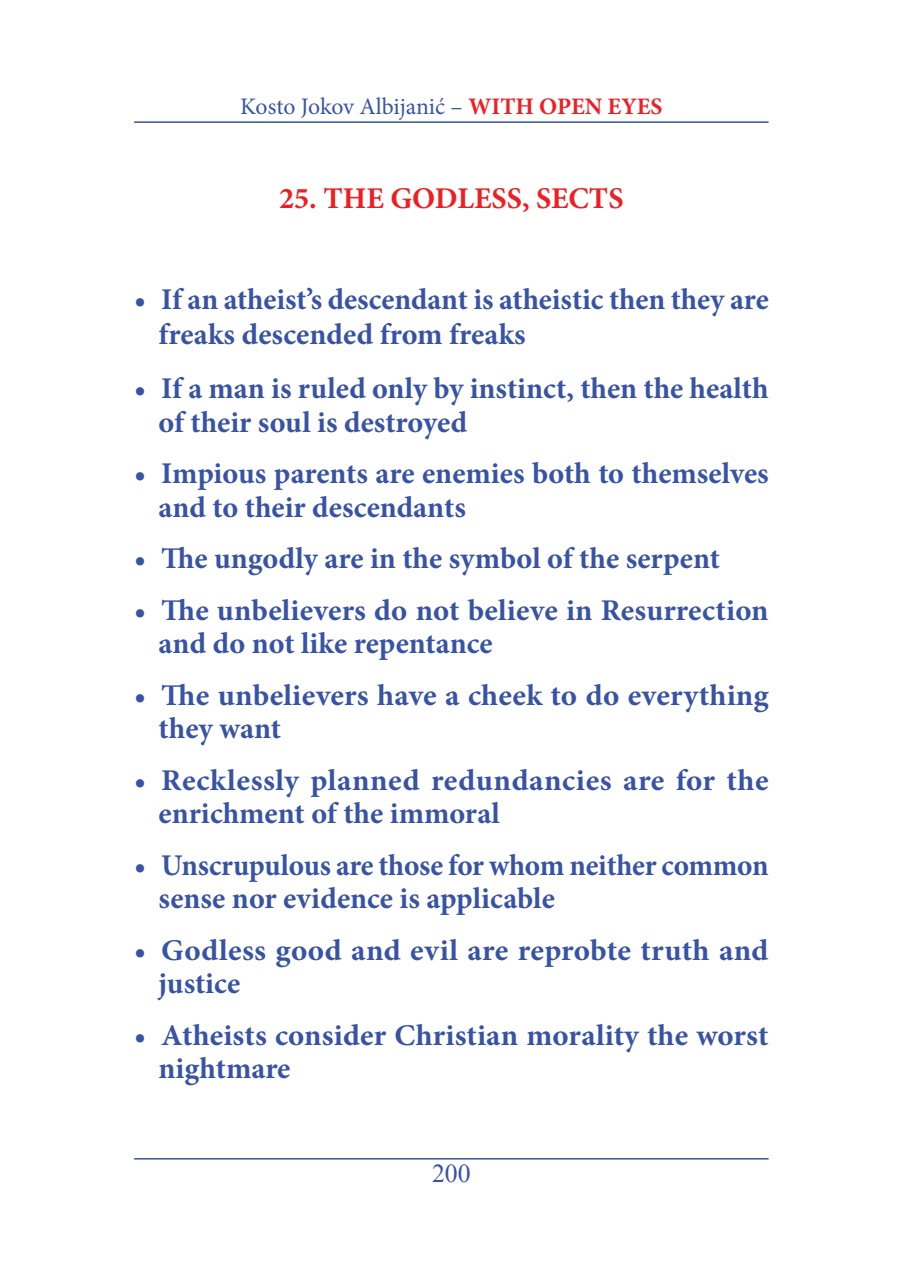 Kosto Jokov Albijanić – WITH OPEN EYES
25. THE GODLESS, SECTS
• If an atheist’s descendant is atheistic then they are
freaks descended from freaks
• If a man is ruled only by instinct, then the health
of their soul is destroyed
• Impious parents are enemies both to themselves
and to their descendants
• The ungodly are in the symbol of the serpent
• The unbelievers do not believe in Resurrection
and do not like repentance
• The unbelievers have a cheek to do everything
they want
• Recklessly planned redundancies are for the
enrichment of the immoral
• Unscrupulous are those for whom neither common
sense nor evidence is applicable
• Godless good and evil are reprobte truth and
justice
• Atheists consider Christian morality the worst
nightmare
200